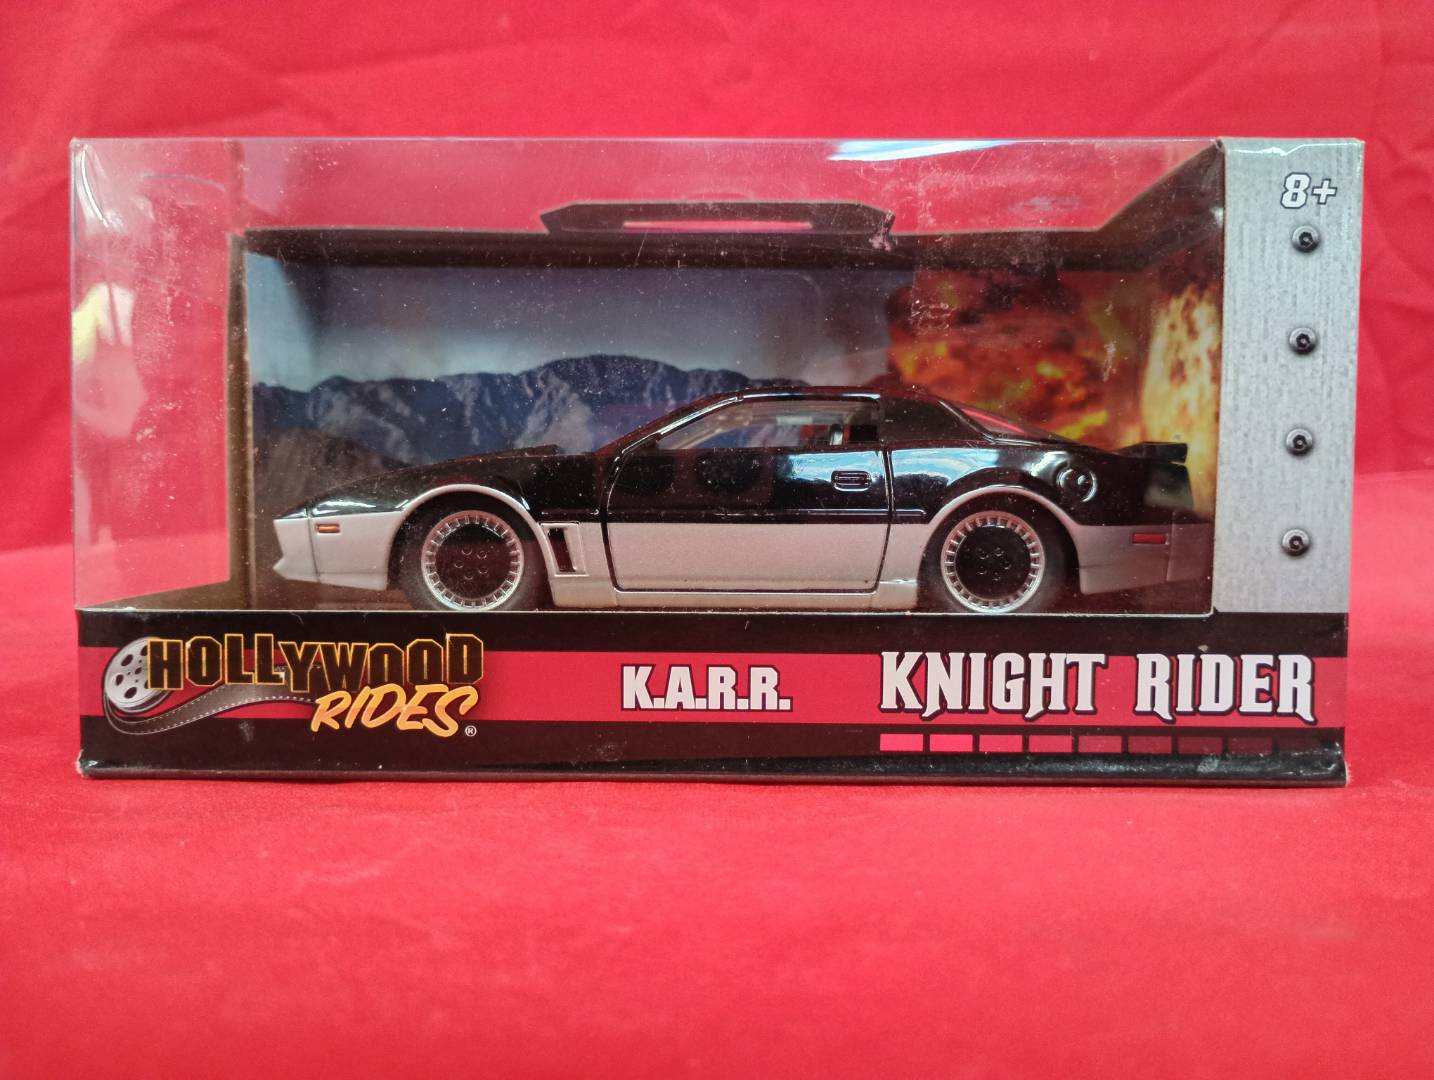 8+
HOLLYWOOD
RIDES®
K.A.R.R.
KNIGHT RIDER